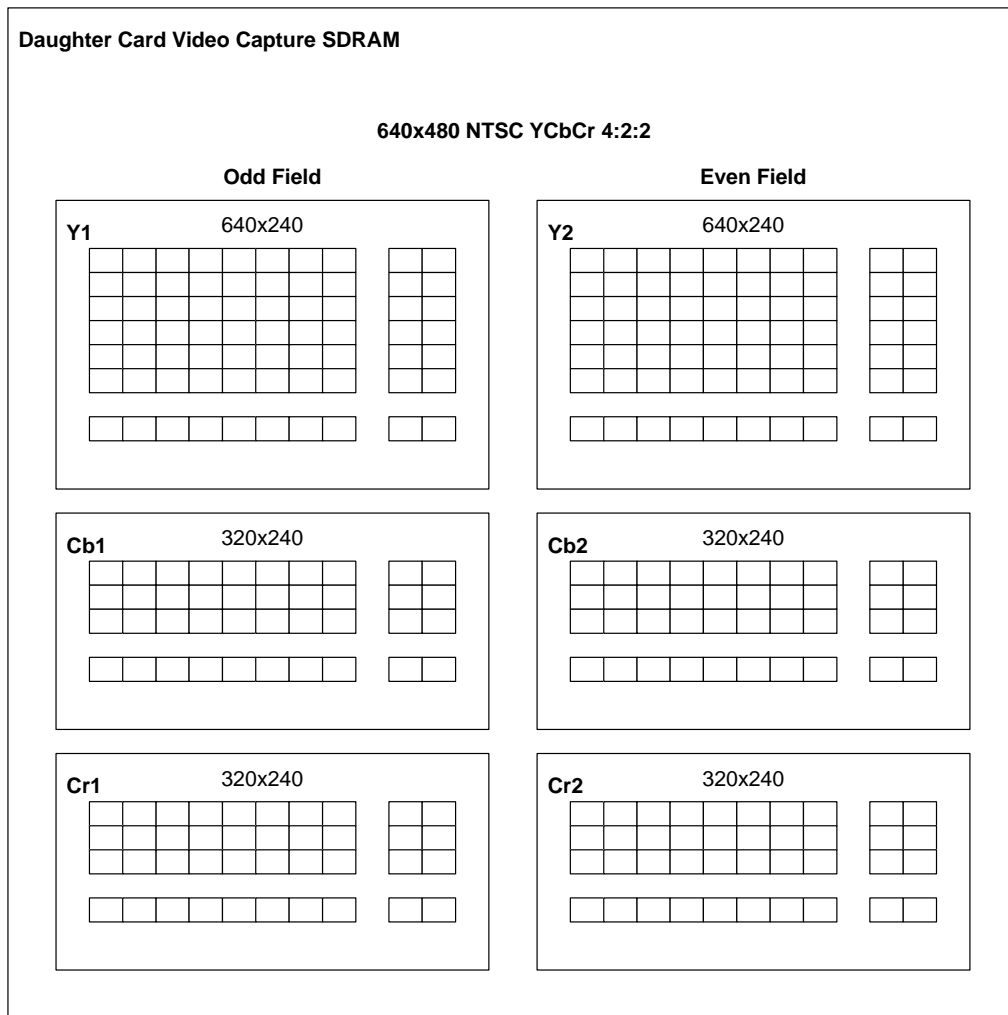 Daughter Card Video Capture SDRAM
640x480 NTSC YCbCr 4:2:2
Odd Field
Even Field
Y1
640x240
Y2
640x240
Cb1
320x240
Cb2
320x240
Cr1
320x240
Cr2
320x240